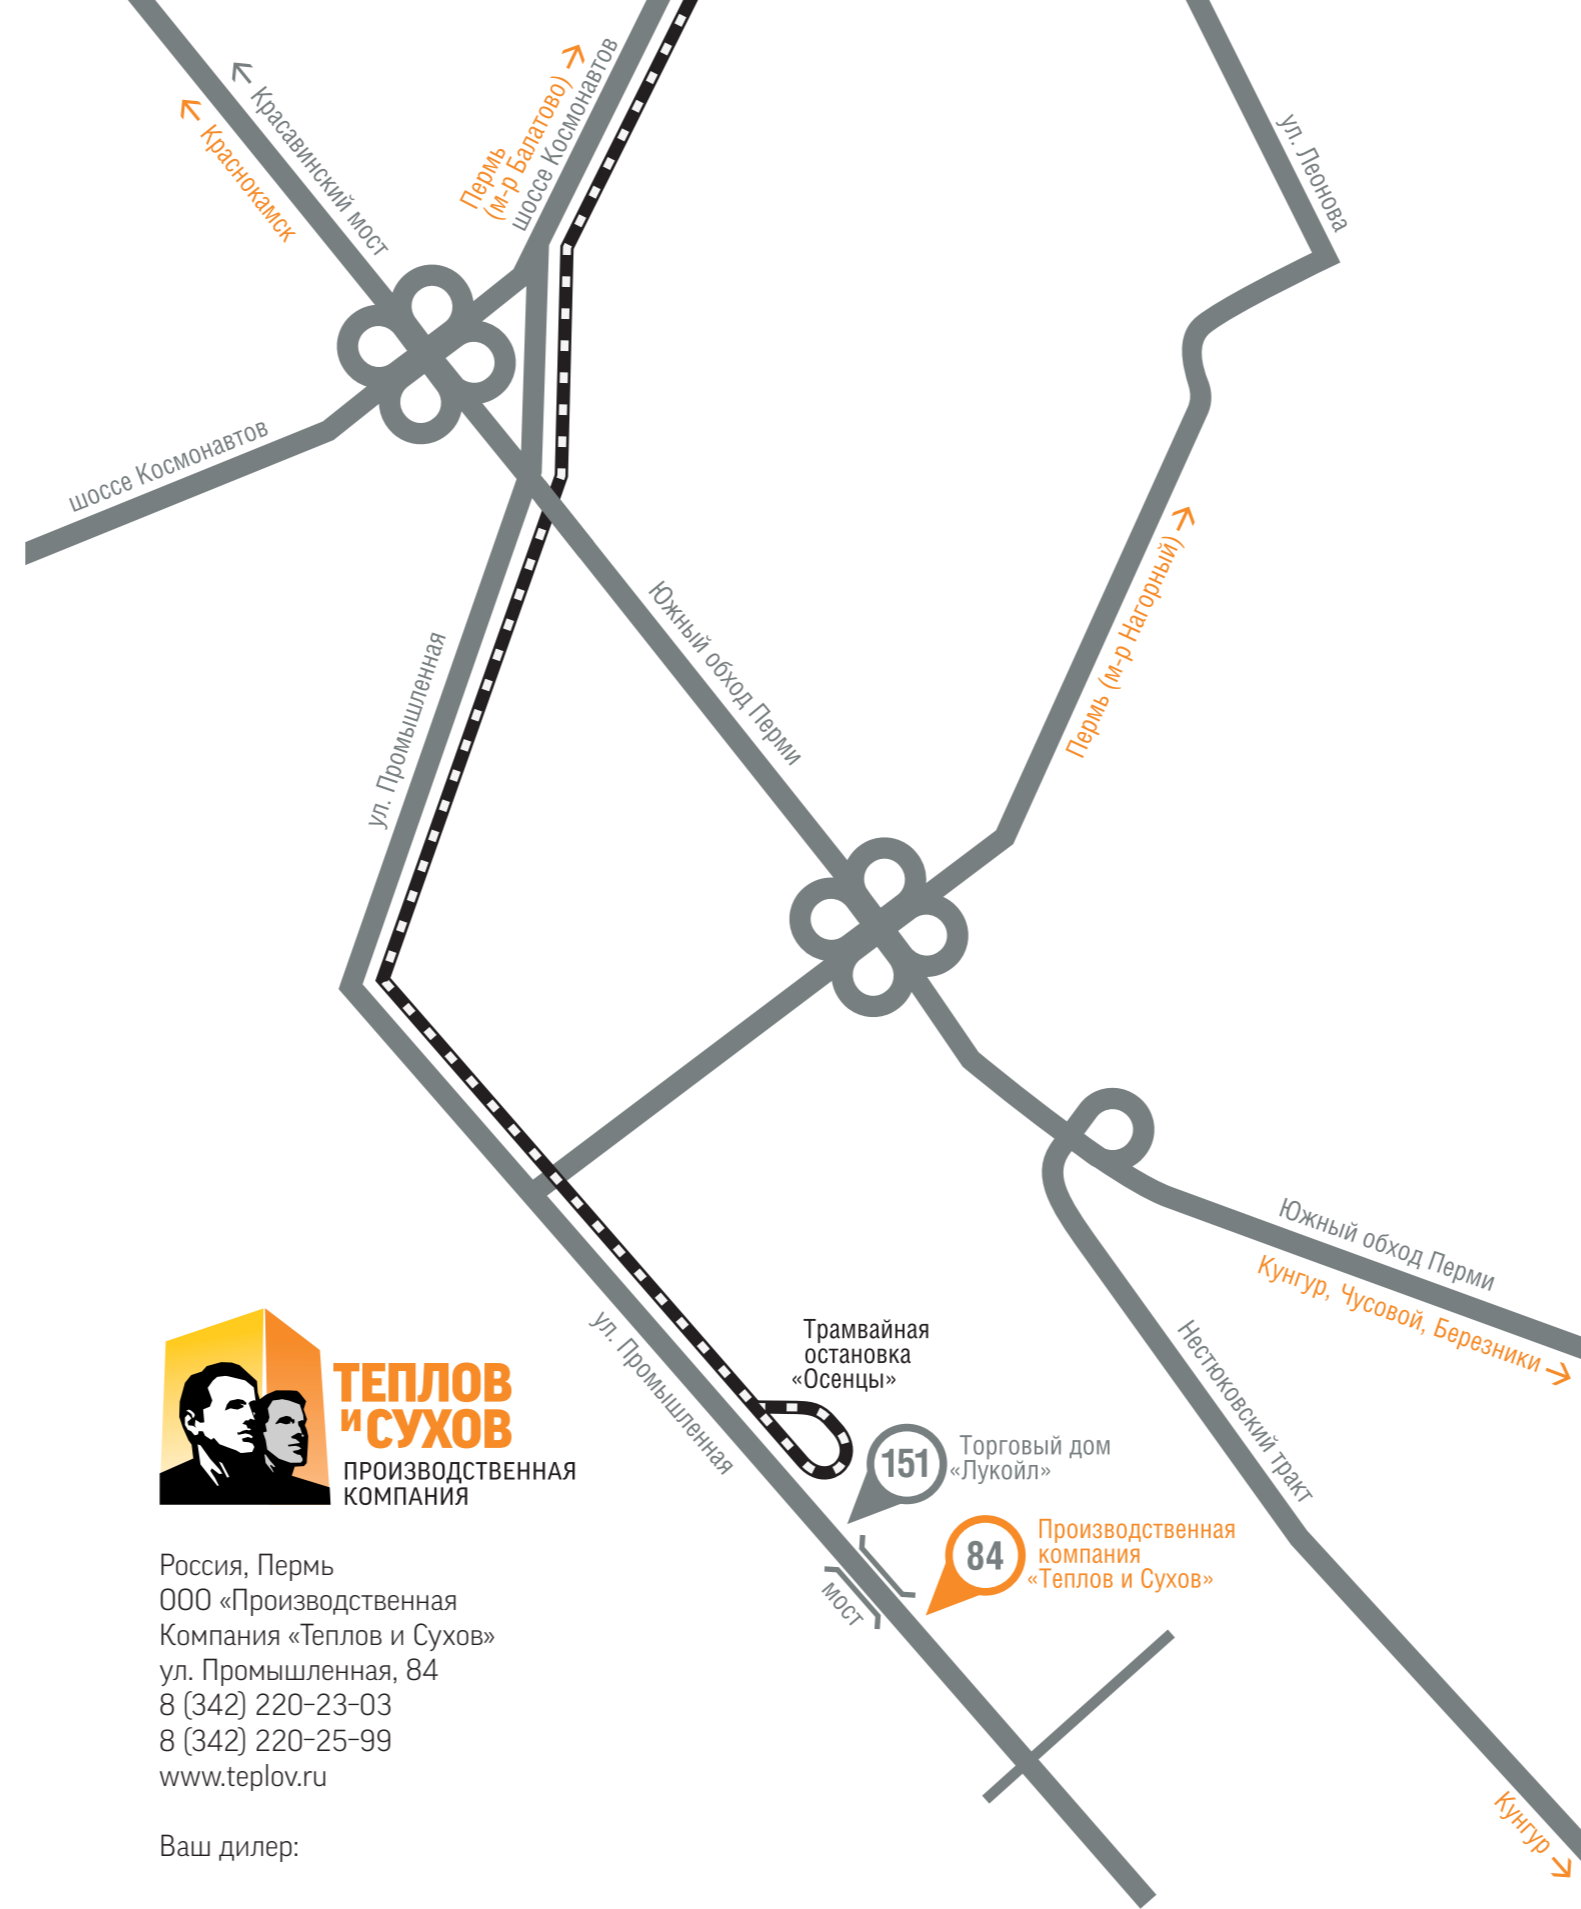 Красавинский мост
Краснокамск
Пермь
(м-р Балатово)
шоссе Космонавтов
ул. Леонова
шоссе Космонавтов
Пермь (м-р Нагорный)
Южный обход Перми
ул. Промышленная
Южный обход Перми
Кунгур, Чусовой, Березники
Нестюковский тракт
ул. Промышленная
Трамвайная
остановка
«Осенцы»
151
Торговый дом
«Лукойл»
84
Производственная
компания
«Теплов и Сухов»
мост
Кунгур
ТЕПЛОВ
И СУХОВ
ПРОИЗВОДСТВЕННАЯ
КОМПАНИЯ
Россия, Пермь
ООО «Производственная
Компания «Теплов и Сухов»
ул. Промышленная, 84
8 (342) 220-23-03
8 (342) 220-25-99
www.teplov.ru
Ваш дилер: